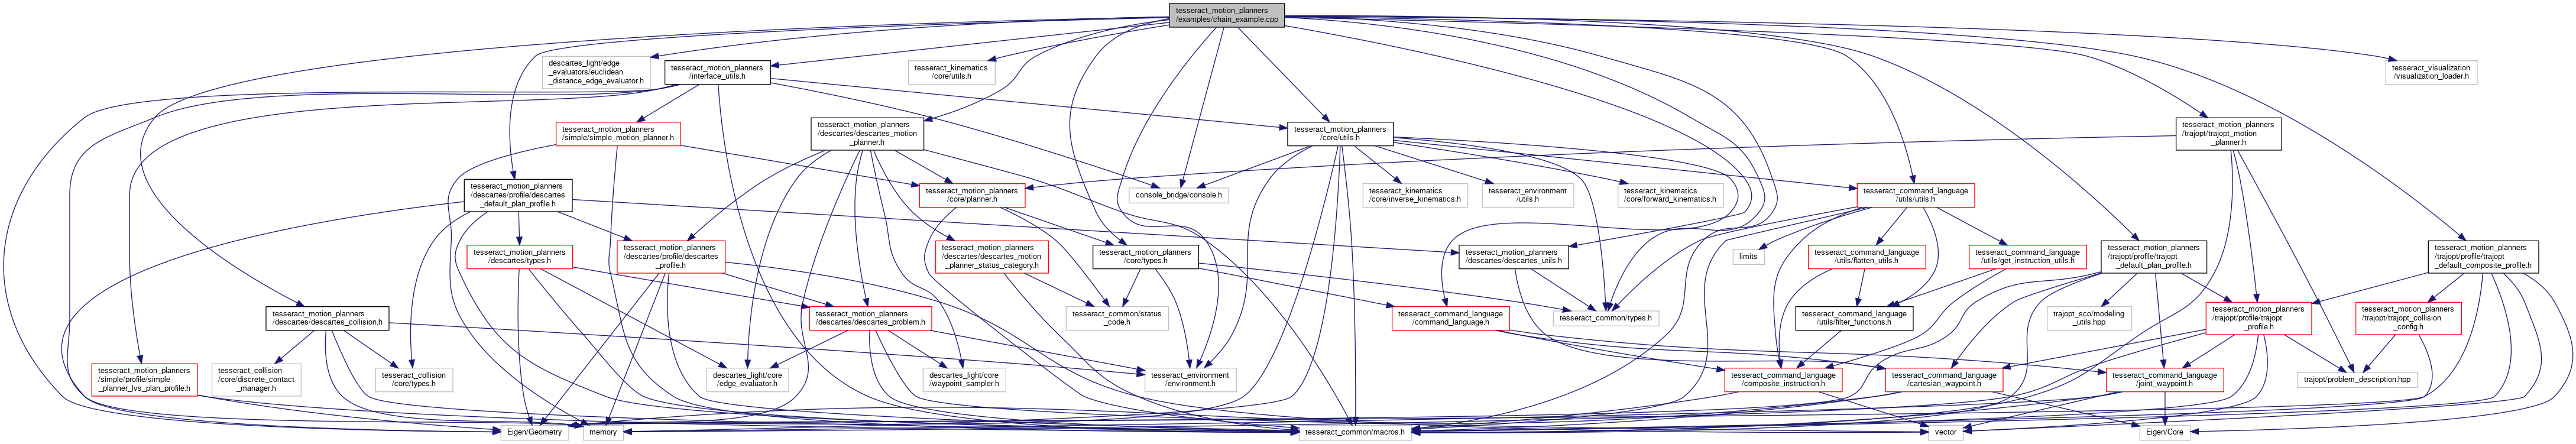 tesseract_motion_planners
/examples/chain_example.cpp
descartes_light/edge
_evaluators/euclidean
_distance_edge_evaluator.h
tesseract_motion_planners
/interface_utils.h
tesseract_kinematics
/core/utils.h
tesseract_visualization
/visualization_loader.h
tesseract_motion_planners
/simple/simple_motion_planner.h
tesseract_motion_planners
/descartes/descartes_motion
_planner.h
tesseract_motion_planners
/core/utils.h
tesseract_motion_planners
/trajopt/trajopt_motion
_planner.h
tesseract_motion_planners
/descartes/profile/descartes
_default_plan_profile.h
tesseract_motion_planners
/core/planner.h
console_bridge/console.h
tesseract_kinematics
/core/inverse_kinematics.h
tesseract_environment
/utils.h
tesseract_kinematics
/core/forward_kinematics.h
tesseract_command_language
/utils/utils.h
tesseract_motion_planners
/descartes/types.h
tesseract_motion_planners
/descartes/profile/descartes
_profile.h
tesseract_motion_planners
/descartes/descartes_motion
_planner_status_category.h
tesseract_motion_planners
/core/types.h
tesseract_motion_planners
/descartes/descartes_utils.h
limits
tesseract_command_language
/utils/flatten_utils.h
tesseract_command_language
/utils/get_instruction_utils.h
tesseract_motion_planners
/trajopt/profile/trajopt
_default_plan_profile.h
tesseract_motion_planners
/trajopt/profile/trajopt
_default_composite_profile.h
tesseract_motion_planners
/descartes/descartes_collision.h
tesseract_motion_planners
/descartes/descartes_problem.h
tesseract_common/status
_code.h
tesseract_command_language
/command_language.h
tesseract_common/types.h
tesseract_command_language
/utils/filter_functions.h
trajopt_sco/modeling
_utils.hpp
tesseract_motion_planners
/trajopt/profile/trajopt
_profile.h
tesseract_motion_planners
/trajopt/trajopt_collision
_config.h
tesseract_motion_planners
/simple/profile/simple
_planner_lvs_plan_profile.h
tesseract_collision
/core/discrete_contact
_manager.h
tesseract_collision
/core/types.h
descartes_light/core
/edge_evaluator.h
descartes_light/core
/waypoint_sampler.h
tesseract_environment
/environment.h
tesseract_command_language
/composite_instruction.h
tesseract_command_language
/cartesian_waypoint.h
tesseract_command_language
/joint_waypoint.h
trajopt/problem_description.hpp
Eigen/Geometry
memory
tesseract_common/macros.h
vector
Eigen/Core